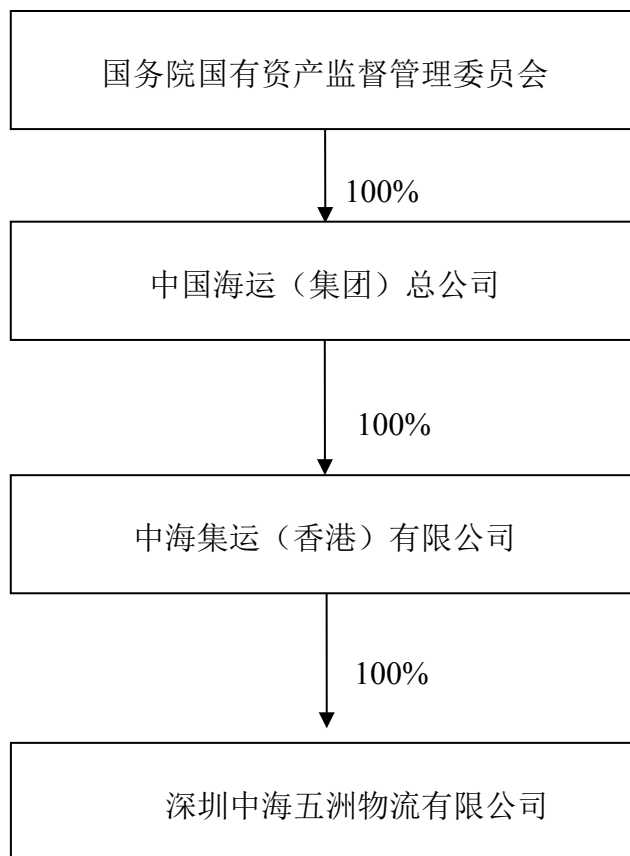 国务院国有资产监督管理委员会
100%
中国海运（集团）总公司
100%
中海集运（香港）有限公司
100%
深圳中海五洲物流有限公司